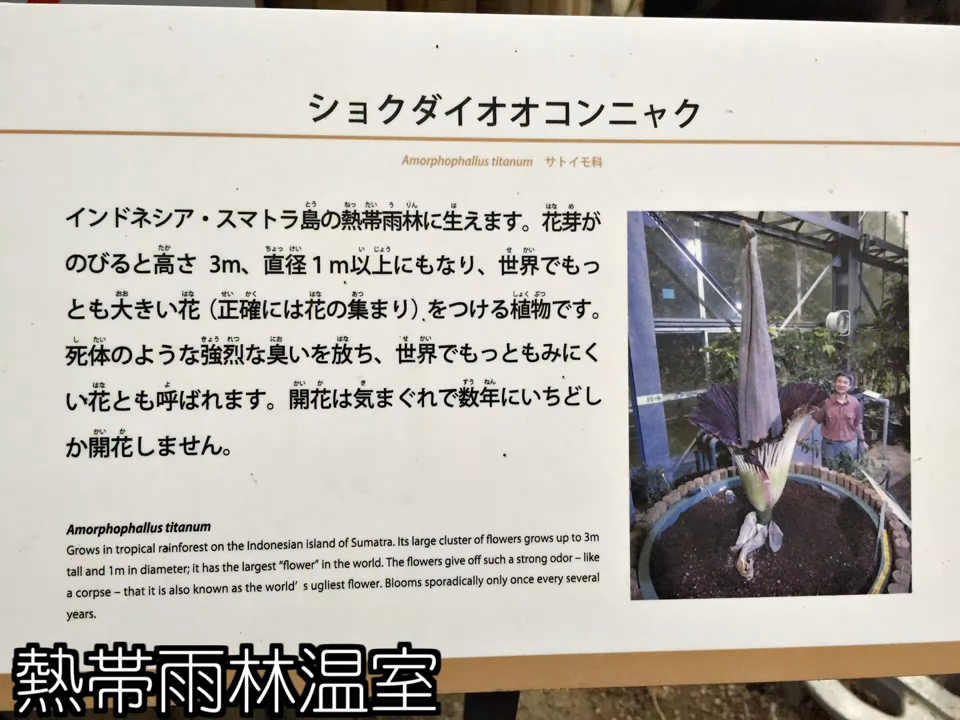 ショクダイオオコンニャク
Amorphophallus titanum サトイモ科
インドネシア・スマトラ島の熱帯雨林に生えます。花芽が
のびると高さ 3m、直径1m以上にもなり、世界でもっ
とも大きい花（正確には花の集まり）をつける植物です。
死体のような強烈な臭いを放ち、世界でもっともみにく
い花とも呼ばれます。開花は気まぐれで数年にいちどし
か開花しません。
Amorphophallus titanum
Grows in tropical rainforest on the Indonesian island of Sumatra. Its large cluster of flowers grows up to 3m
tall and 1m in diameter; it has the largest “flower” in the world. The flowers give off such a strong odor – like
a corpse – that it is also known as the world’s ugliest flower. Blooms sporadically only once every several
years.
熱帯雨林温室